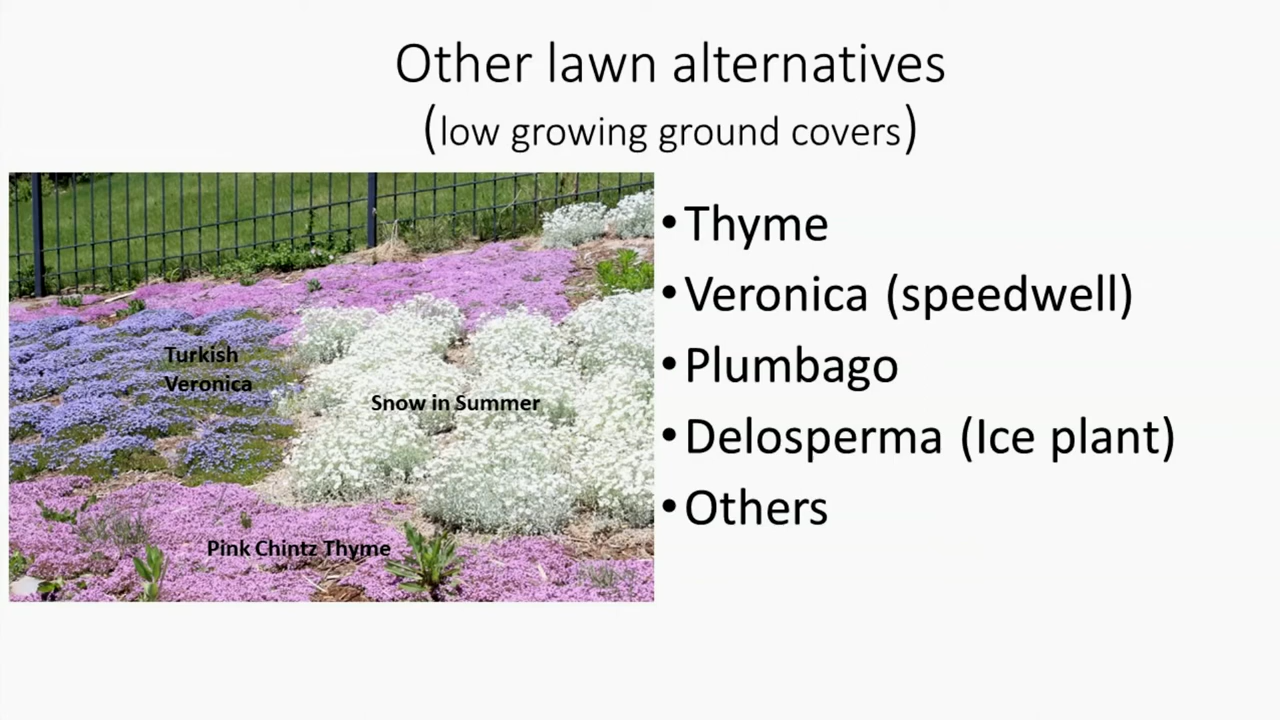 Other lawn alternatives
(low growing ground covers)
Turkish
Veronica
Snow in Summer
Pink Chintz Thyme
•Thyme
•Veronica (speedwell)
•Plumbago
•Delosperma (Ice plant)
•Others